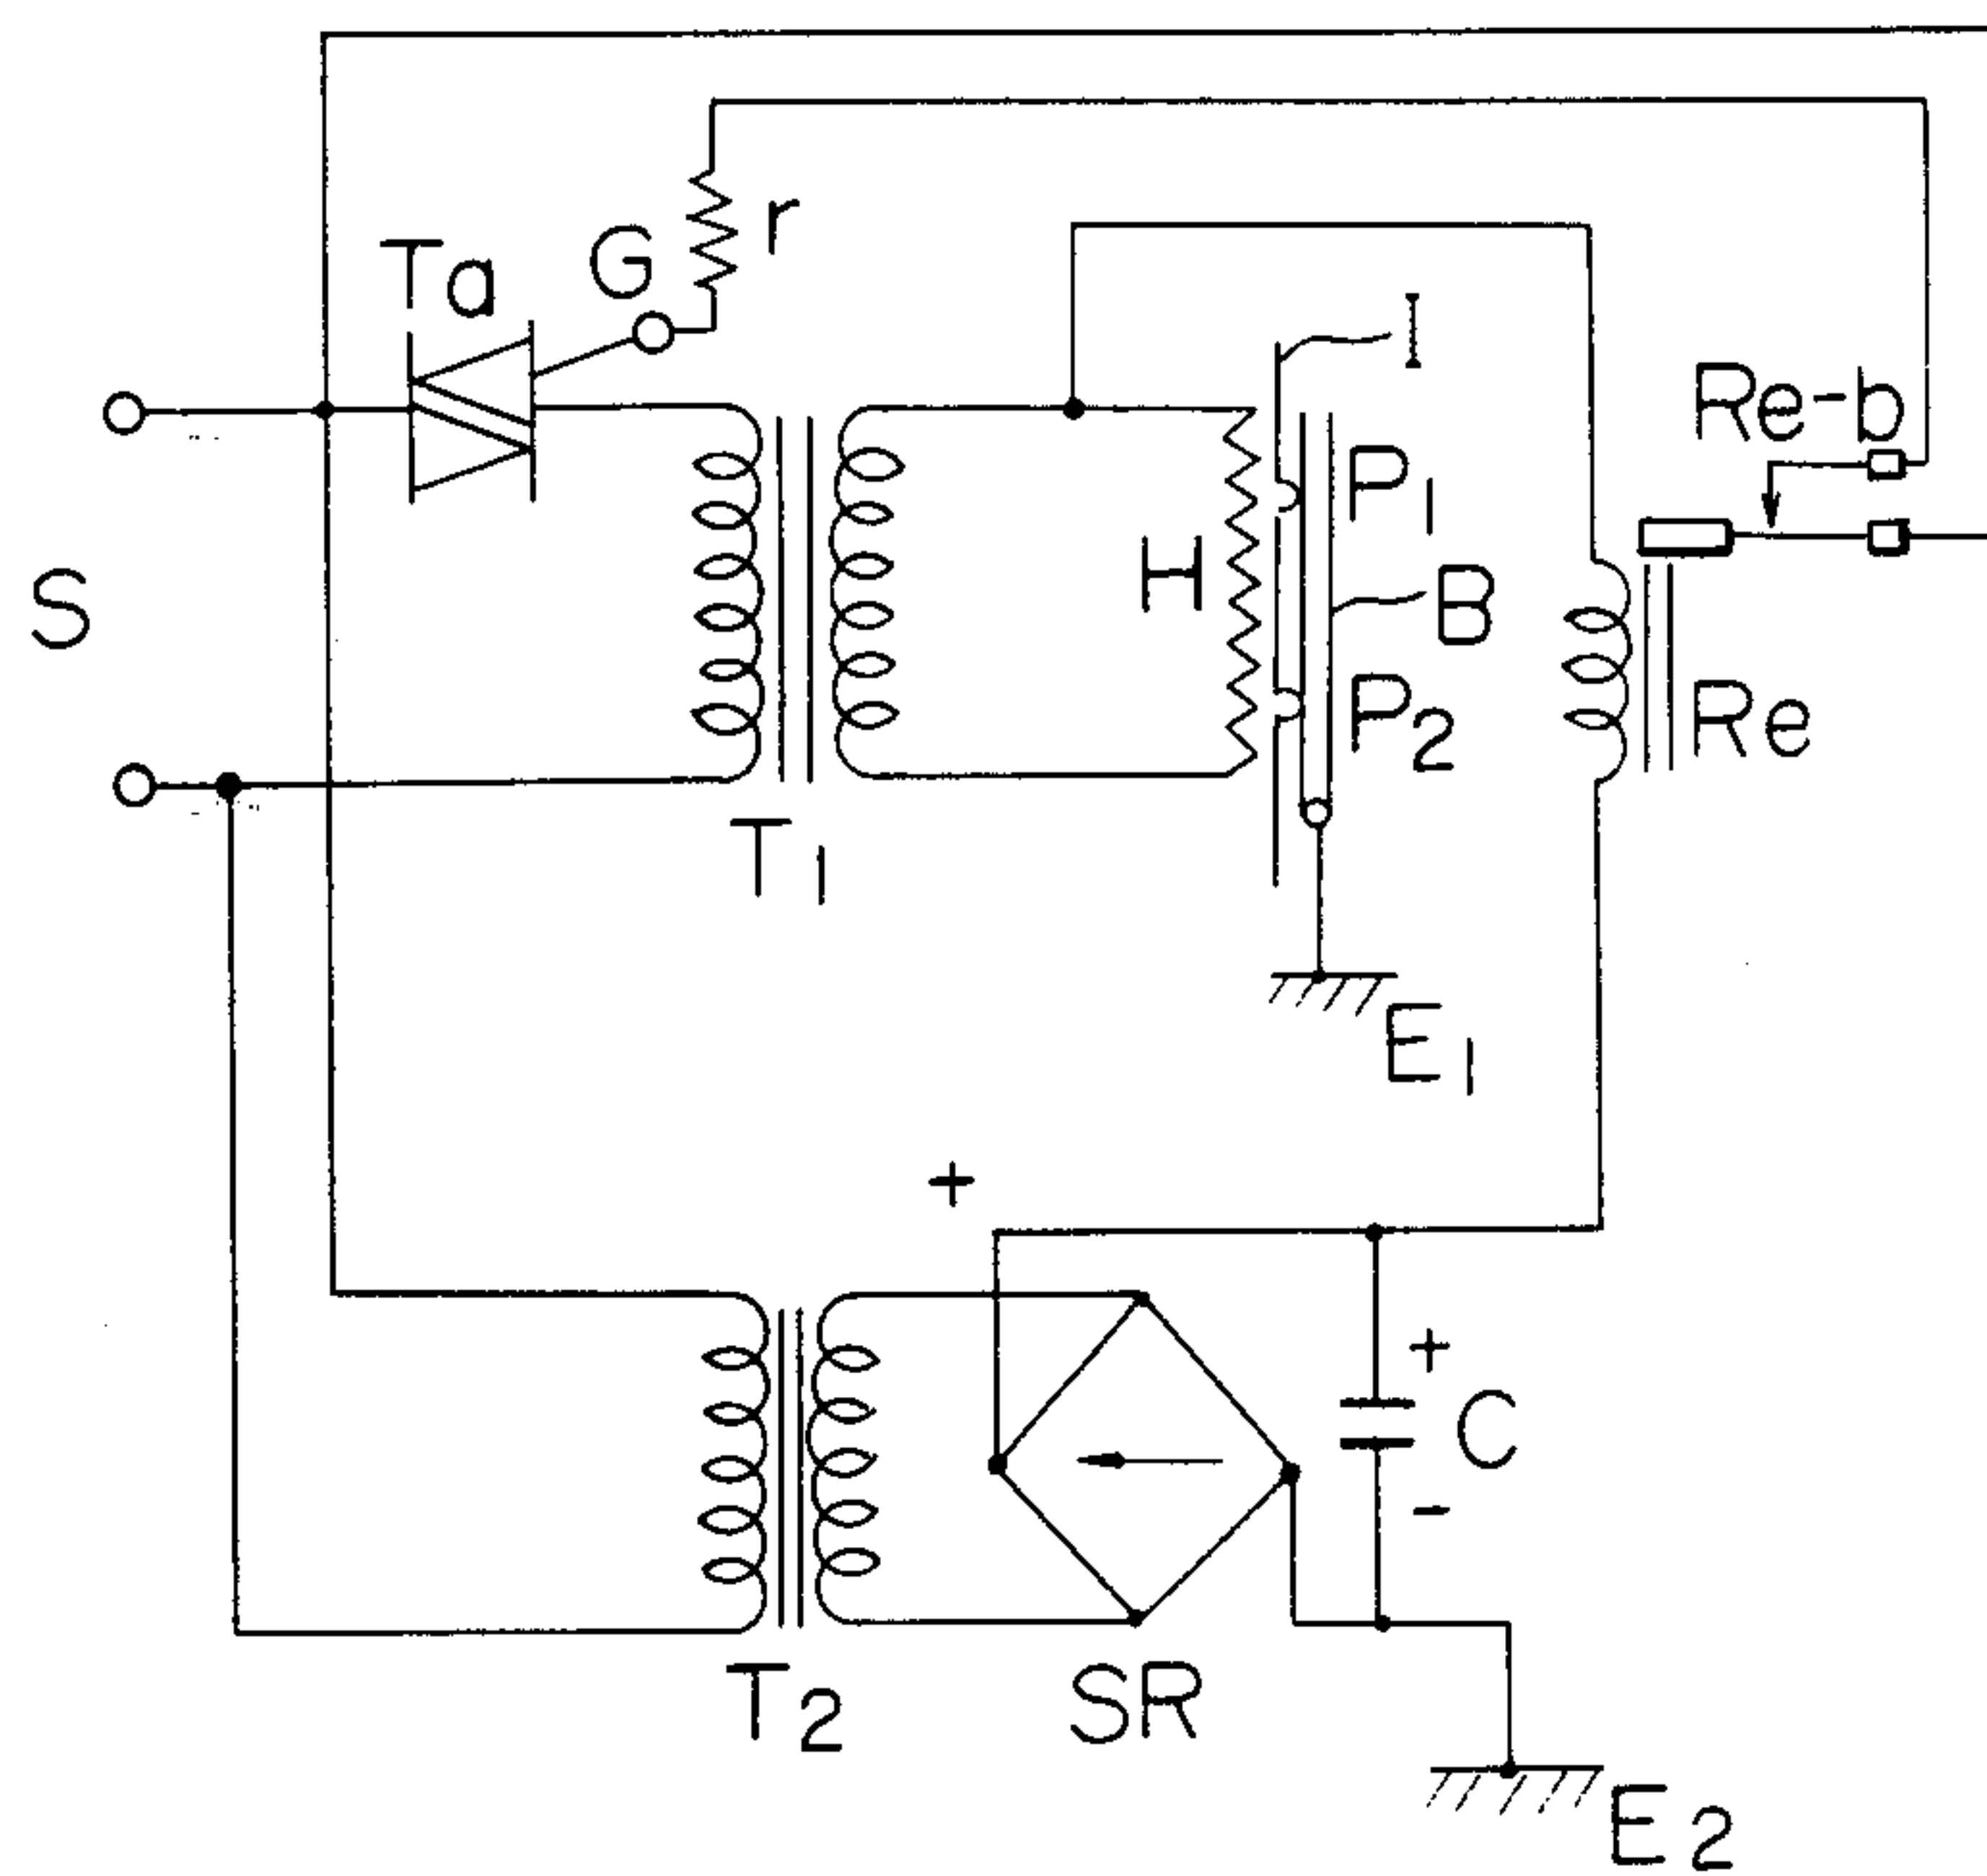 Ta
G
r
I
Re-b
P1
S
H
B
P2
Re
T1
E1
+
+
C
-
T2
SR
E2